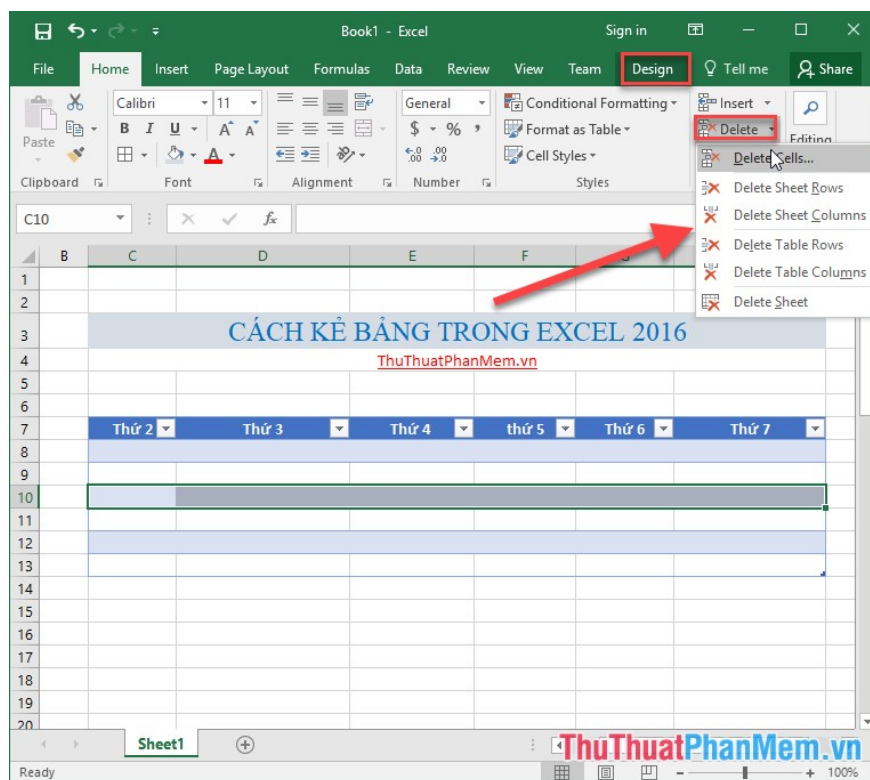 Book1 - Excel Sign in
File Home Insert Page Layout Formulas Data Review View Team Design Tell me Share
Calibri 11 General Conditional Formatting Insert
Paste B I U A A $ % , Format as Table Delete Editing
A .00 .0 Cell Styles
Clipboard Font Alignment Number Styles
Delete Cells...
Delete Sheet Rows
Delete Sheet Columns
Delete Table Rows
Delete Table Columns
Delete Sheet
C10 fx
B C D E F
1
2
3 CÁCH KẺ BẢNG TRONG EXCEL 2016
4 ThuThuatPhanMem.vn
5
6
7 Thứ 2 Thứ 3 Thứ 4 thứ 5 Thứ 6 Thứ 7
8
9
10
11
12
13
14
15
16
17
18
19
20
Sheet1
ThuThuatPhanMem.vn
Ready 100%